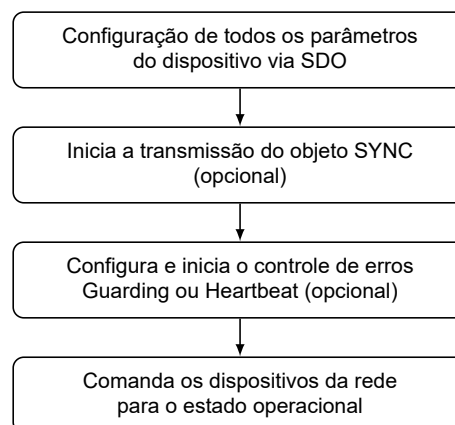 Configuração de todos os parâmetros
do dispositivo via SDO
Inicia a transmissão do objeto SYNC
(opcional)
Configura e inicia o controle de erros
Guarding ou Heartbeat (opcional)
Comanda os dispositivos da rede
para o estado operacional